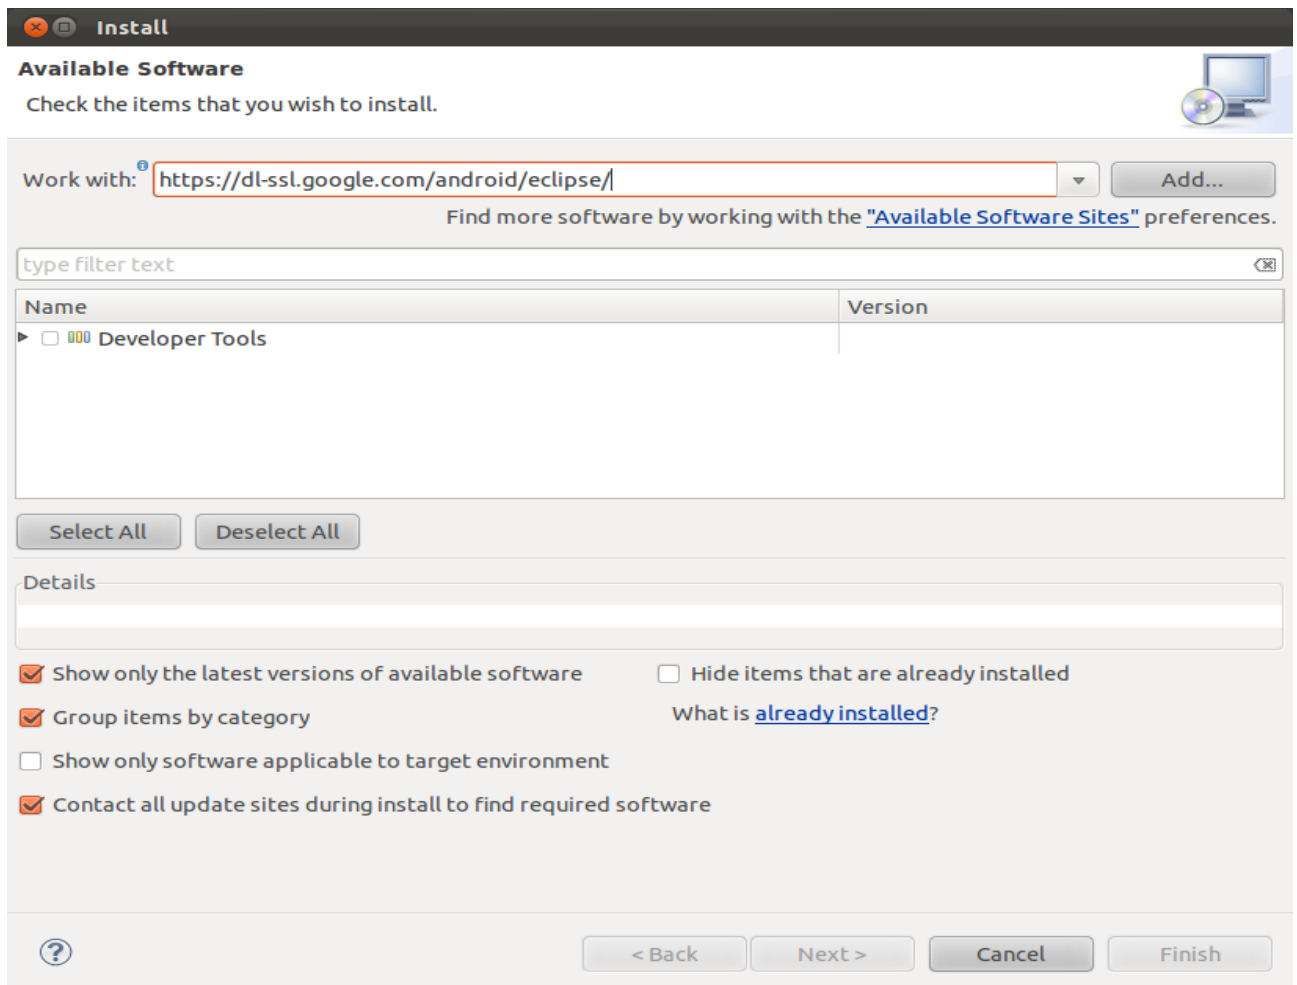 Install
Available Software
Check the items that you wish to install.
Work with: https://dl-ssl.google.com/android/eclipse/ Add...
Find more software by working with the "Available Software Sites" preferences.
type filter text
Name Version
Developer Tools
Select All Deselect All
Details
Show only the latest versions of available software Hide items that are already installed
Group items by category What is already installed?
Show only software applicable to target environment
Contact all update sites during install to find required software
? < Back Next > Cancel Finish